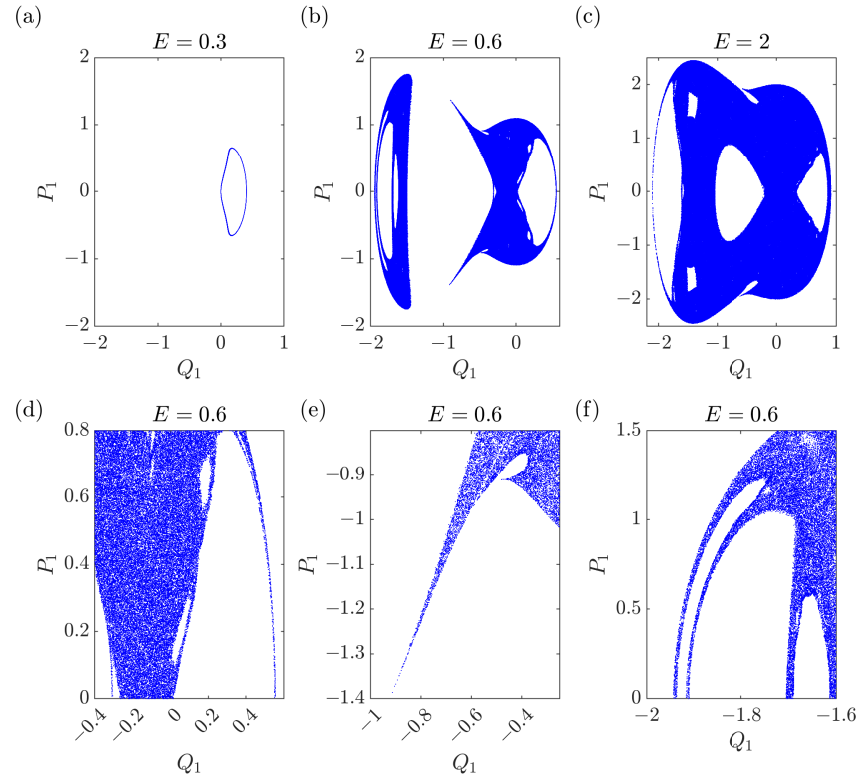 (a)
E = 0.3
P₁
2
1
0
−1
−2
−2
−1
0
1
Q₁
(b)
E = 0.6
P₁
2
1
0
−1
−2
−2
−1
0
Q₁
(c)
E = 2
P₁
2
1
0
−1
−2
−2
−1
0
1
Q₁
(d)
E = 0.6
P₁
0.8
0.6
0.4
0.2
0
−0.4
−0.2
0
0.2
0.4
Q₁
(e)
E = 0.6
P₁
−0.9
−1
−1.1
−1.2
−1.3
−1.4
−1
−0.8
−0.6
−0.4
Q₁
(f)
E = 0.6
P₁
1.5
1
0.5
0
−2
−1.8
−1.6
Q₁